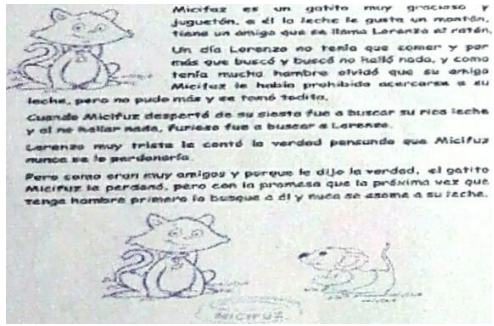 Micifuz es un gatito muy gracioso y
juguetón, a él la leche le gusta un montón,
tiene un amigo que se llama Lorenzo el ratón.
Un día Lorenzo no tenía que comer y por
más que buscó y buscó no halló nada, y como
tenía mucha hambre olvidó que su amigo
Micifuz le había prohibido acercarse a su
leche, pero no pudo más y se tomó todita.
Cuando Micifuz despertó de su siesta fue a buscar su rica leche
y al no hallar nada, furioso fue a buscar a Lorenzo.
Lorenzo muy triste le contó la verdad pensando que Micifuz
nunca se lo perdonaría.
Pero como eran muy amigos y porque le dijo la verdad, el gatito
Micifuz lo perdonó, pero con la promesa que la próxima vez que
tenga hambre primero lo busque a él y nuca se asome a su leche.
MICIFUZ